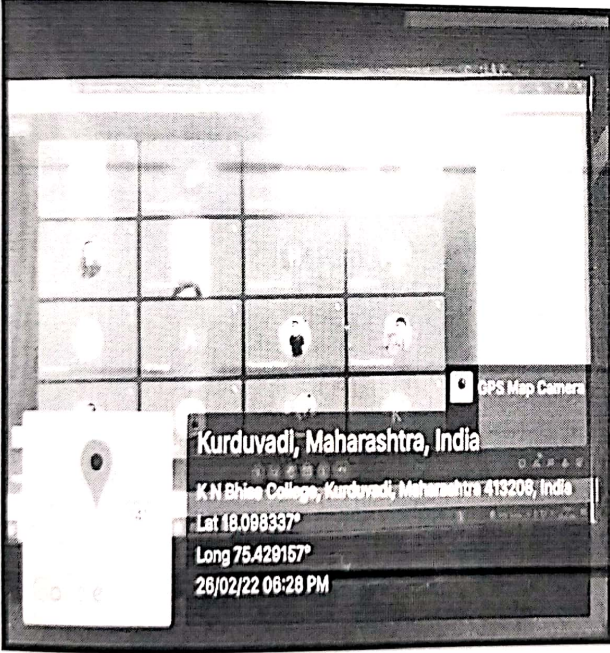 GPS Map Camera
Kurduvadi, Maharashtra, India
K N Bhise College, Kurduvadi, Maharashtra 413208, India
Lat 18.098337°
Long 75.429157°
26/02/22 06:28 PM